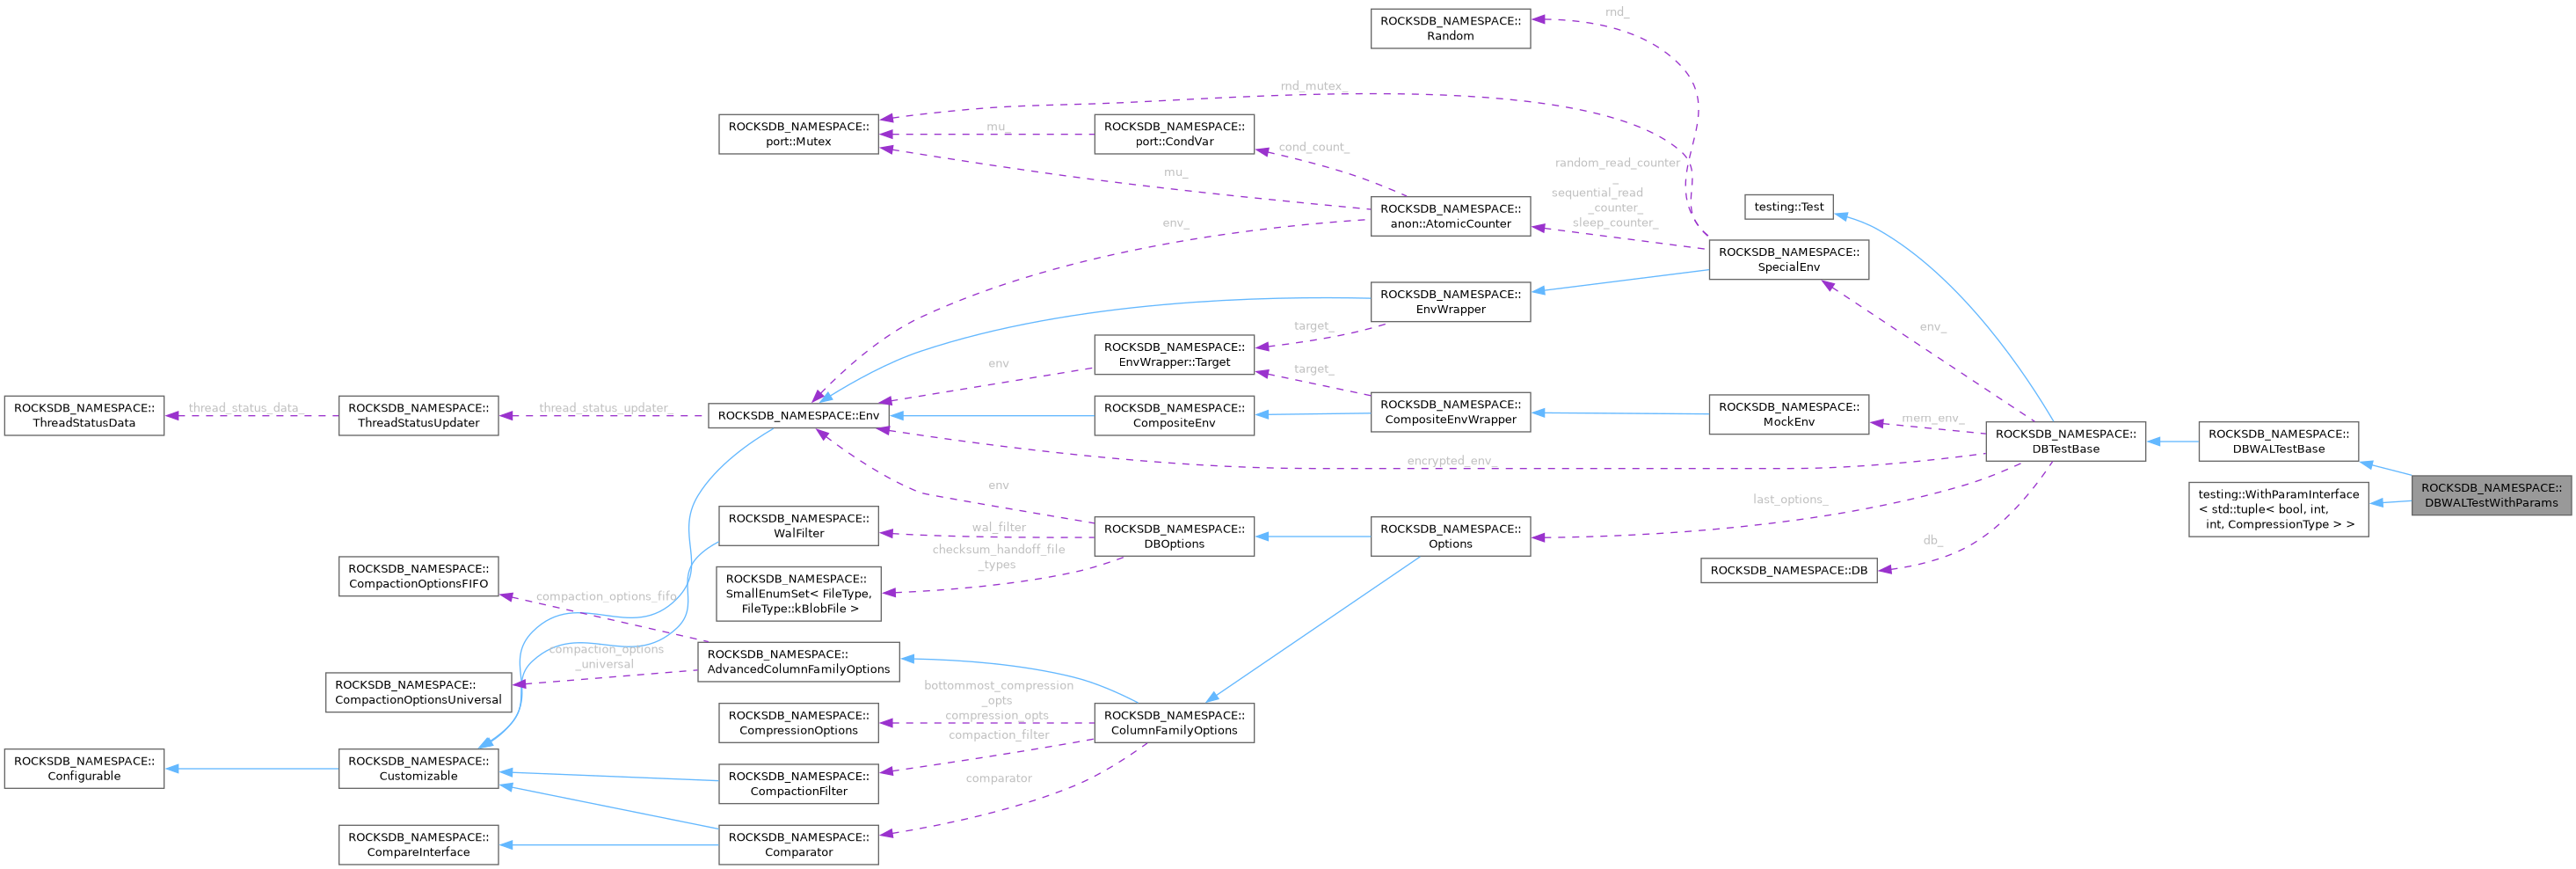 ROCKSDB_NAMESPACE::
Random
rnd_
rnd_mutex_
ROCKSDB_NAMESPACE::
port::Mutex
mu_
ROCKSDB_NAMESPACE::
port::CondVar
cond_count_
mu_
random_read_counter
_
sequential_read
_counter_
sleep_counter_
ROCKSDB_NAMESPACE::
anon::AtomicCounter
testing::Test
env_
ROCKSDB_NAMESPACE::
SpecialEnv
ROCKSDB_NAMESPACE::
EnvWrapper
target_
env_
ROCKSDB_NAMESPACE::
EnvWrapper::Target
env
target_
ROCKSDB_NAMESPACE::
ThreadStatusData
thread_status_data_
ROCKSDB_NAMESPACE::
ThreadStatusUpdater
thread_status_updater_
ROCKSDB_NAMESPACE::Env
ROCKSDB_NAMESPACE::
CompositeEnv
ROCKSDB_NAMESPACE::
CompositeEnvWrapper
ROCKSDB_NAMESPACE::
MockEnv
mem_env_
ROCKSDB_NAMESPACE::
DBTestBase
ROCKSDB_NAMESPACE::
DBWALTestBase
encrypted_env_
env
last_options_
ROCKSDB_NAMESPACE::
DBWALTestWithParams
testing::WithParamInterface
< std::tuple< bool, int,
int, CompressionType > >
ROCKSDB_NAMESPACE::
WalFilter
wal_filter
ROCKSDB_NAMESPACE::
DBOptions
ROCKSDB_NAMESPACE::
Options
db_
checksum_handoff_file
_types
ROCKSDB_NAMESPACE::DB
ROCKSDB_NAMESPACE::
CompactionOptionsFIFO
compaction_options_fifo
ROCKSDB_NAMESPACE::
SmallEnumSet< FileType,
FileType::kBlobFile >
compaction_options
_universal
ROCKSDB_NAMESPACE::
AdvancedColumnFamilyOptions
ROCKSDB_NAMESPACE::
CompactionOptionsUniversal
bottommost_compression
_opts
compression_opts
ROCKSDB_NAMESPACE::
CompressionOptions
ROCKSDB_NAMESPACE::
ColumnFamilyOptions
compaction_filter
ROCKSDB_NAMESPACE::
Configurable
ROCKSDB_NAMESPACE::
Customizable
ROCKSDB_NAMESPACE::
CompactionFilter
comparator
ROCKSDB_NAMESPACE::
CompareInterface
ROCKSDB_NAMESPACE::
Comparator